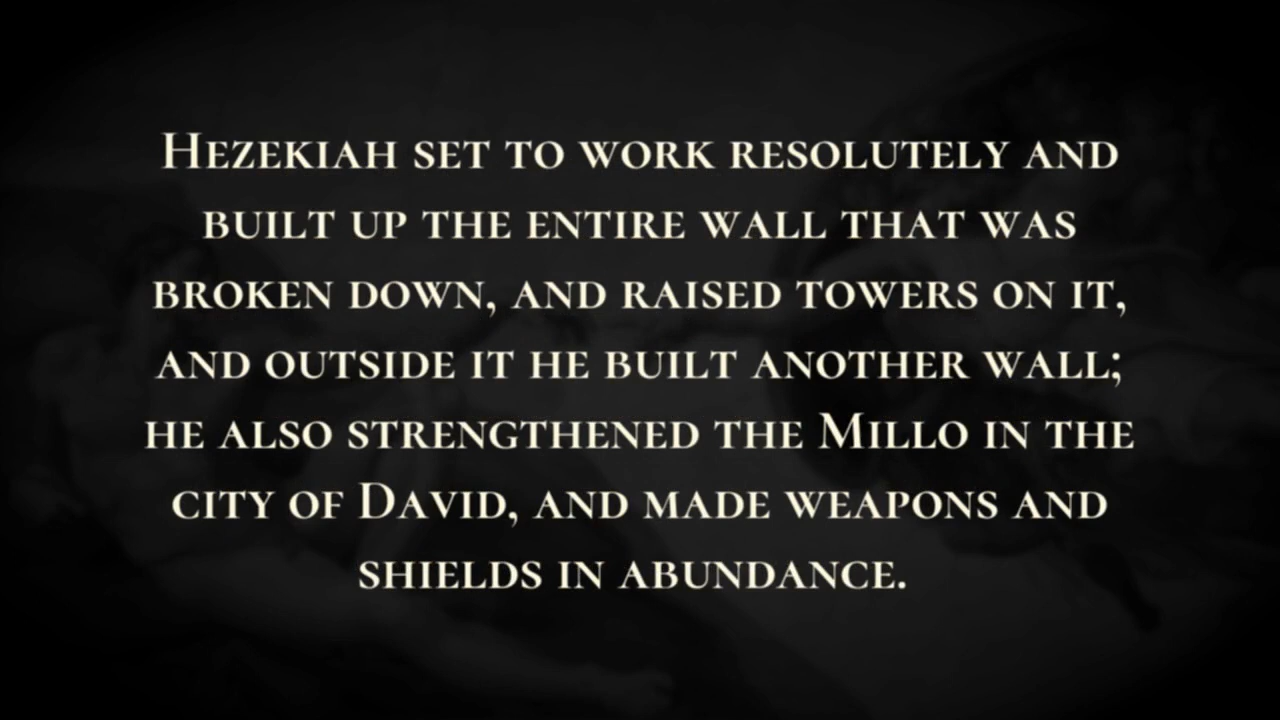 Hezekiah set to work resolutely and
built up the entire wall that was
broken down, and raised towers on it,
and outside it he built another wall;
he also strengthened the Millo in the
city of David, and made weapons and
shields in abundance.